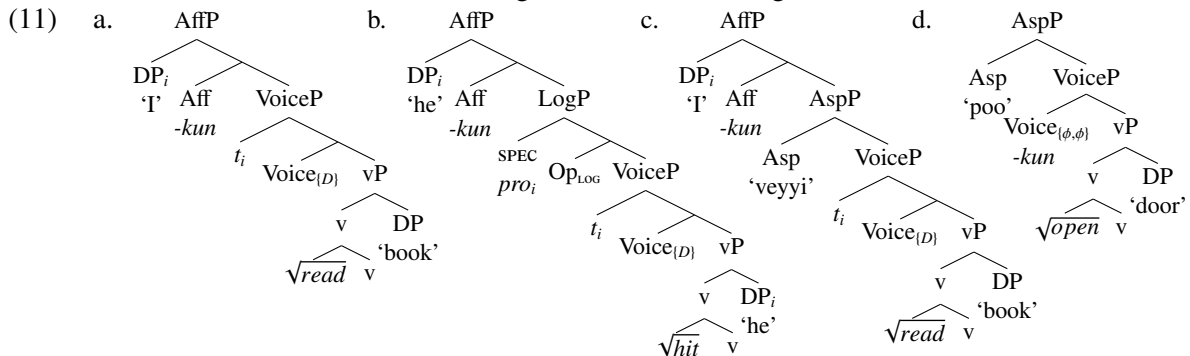 (11) a. AffP b. AffP c. AffP d. AspP
DPᵢ DPᵢ DPᵢ Asp VoiceP
'I' Aff VoiceP 'he' Aff LogP 'I' Aff AspP 'poo'
-kun -kun -kun Voice{ϕ,ϕ} vP
tᵢ SPEC Asp VoiceP -kun
Voice{D} vP proᵢ OpLOG VoiceP 'veyyi' v DP
v DP tᵢ tᵢ √open v 'door'
√read v 'book' Voice{D} vP Voice{D} vP
v DPᵢ v DP
√hit v 'he' √read v 'book'